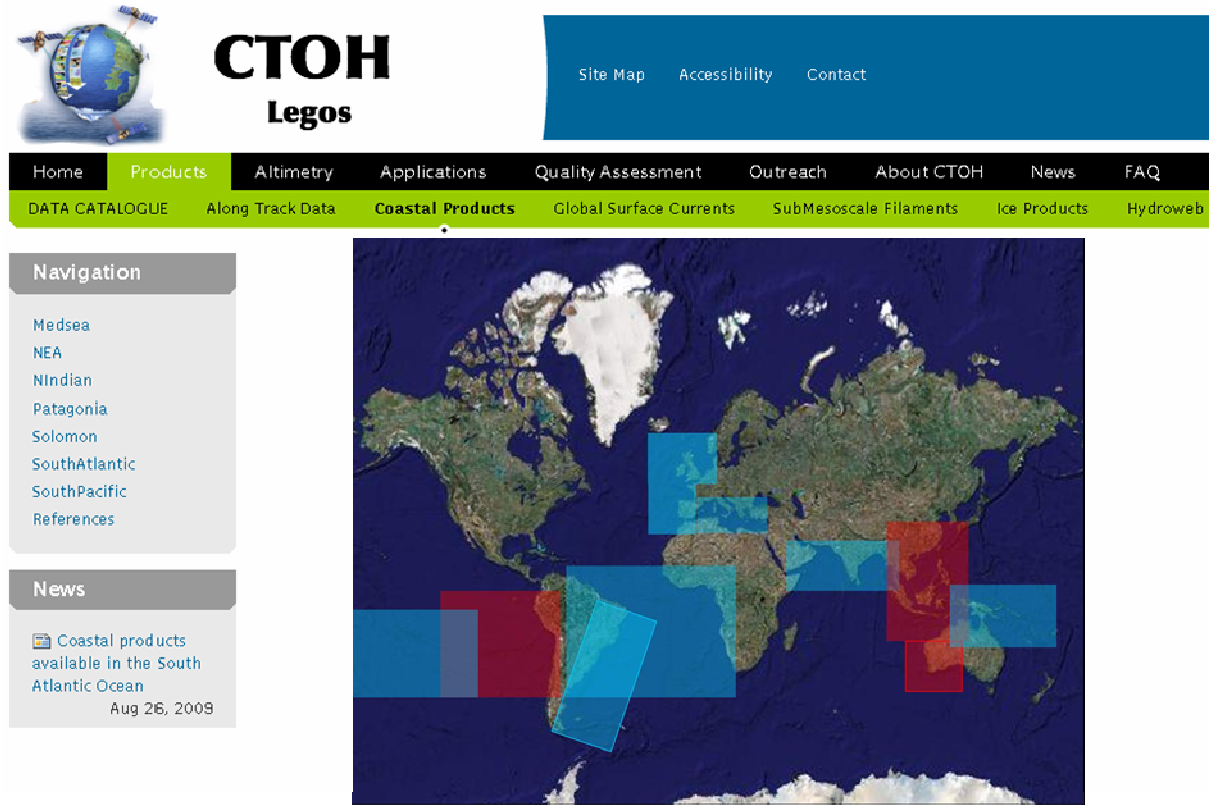 CTOH
Legos
Site Map Accessibility Contact
Home Products Altimetry Applications Quality Assessment Outreach About CTOH News FAQ
DATA CATALOGUE Along Track Data Coastal Products Global Surface Currents SubMesoscale Filaments Ice Products Hydroweb
Navigation
Medsea
NEA
NIndian
Patagonia
Solomon
SouthAtlantic
SouthPacific
References
News
Coastal products
available in the South
Atlantic Ocean
Aug 26, 2009